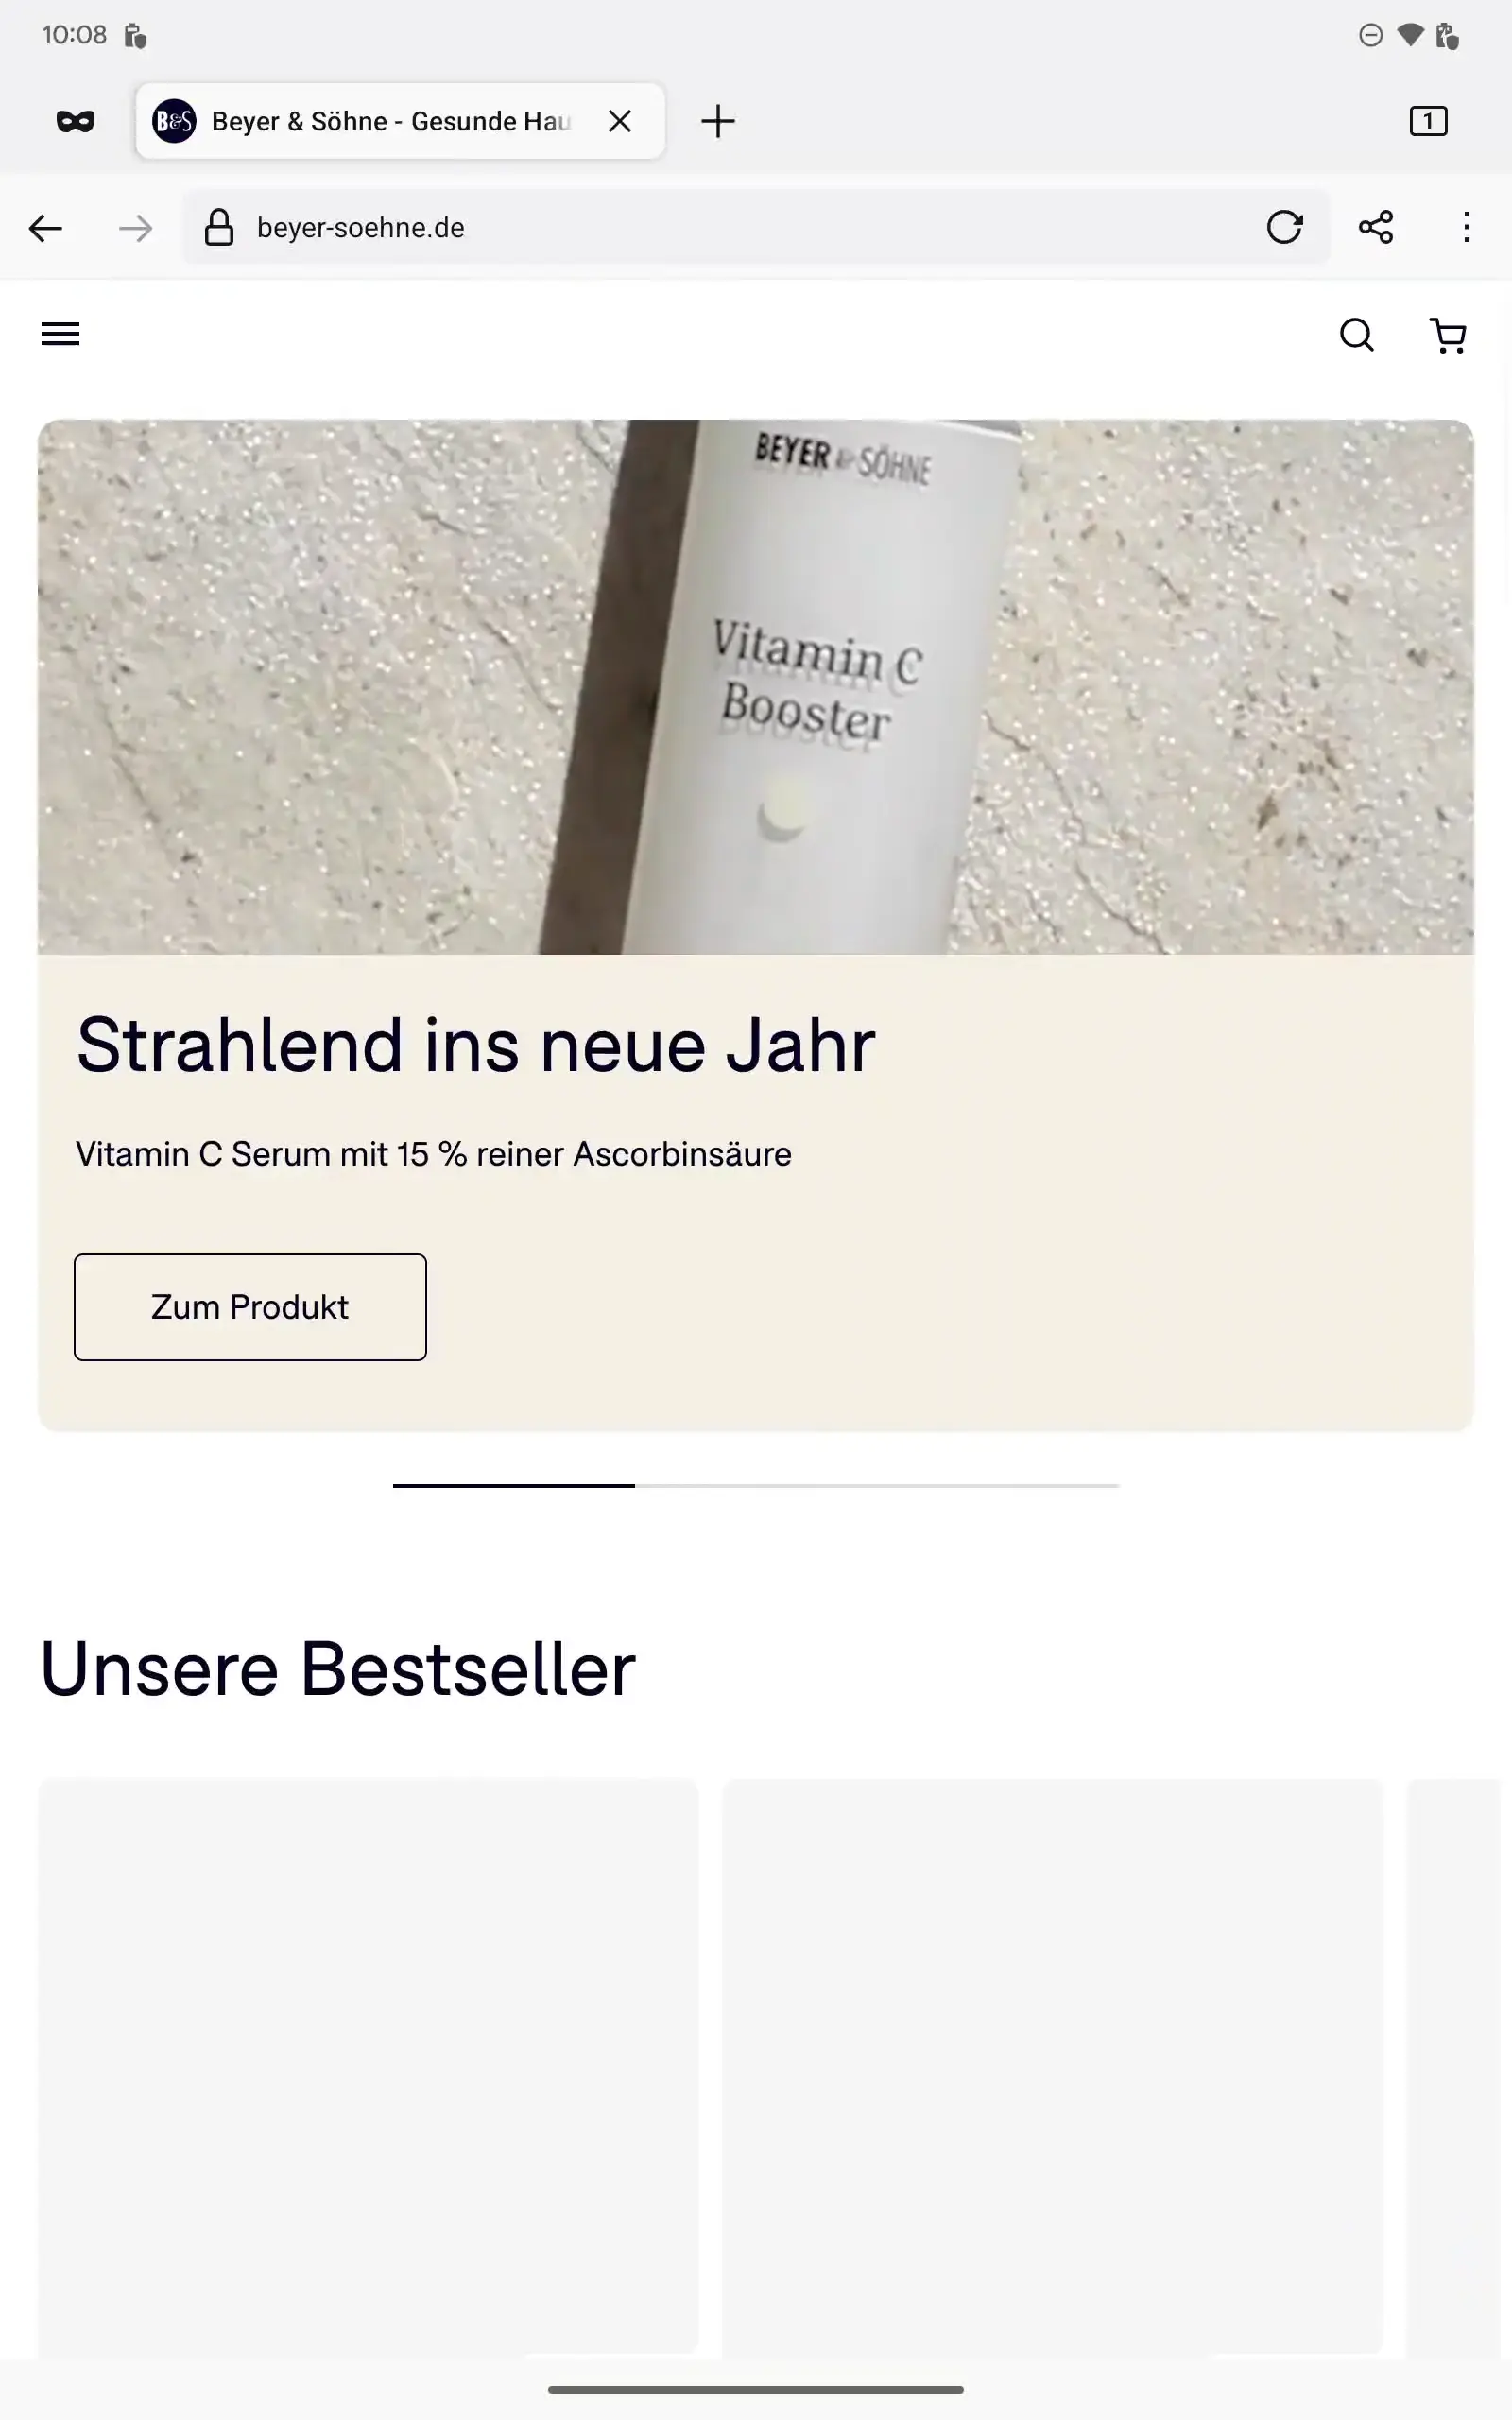 10:08
B&S Beyer & Söhne - Gesunde Hau
1
beyer-soehne.de
BEYER & SÖHNE
Vitamin C
Booster
Strahlend ins neue Jahr
Vitamin C Serum mit 15 % reiner Ascorbinsäure
Zum Produkt
Unsere Bestseller